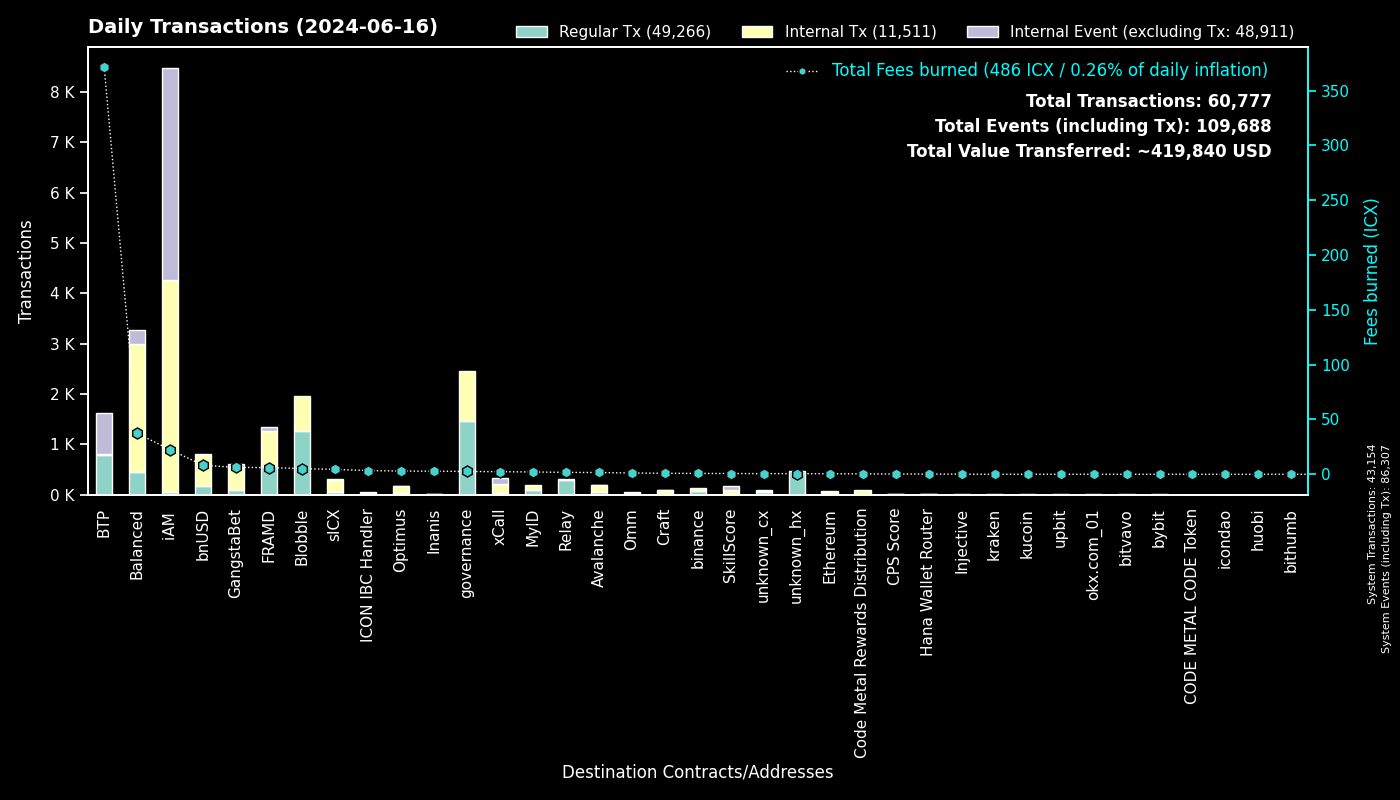 Daily Transactions (2024-06-16)
Regular Tx (49,266)
Internal Tx (11,511)
Internal Event (excluding Tx: 48,911)
Total Fees burned (486 ICX / 0.26% of daily inflation)
Total Transactions: 60,777
Total Events (including Tx): 109,688
Total Value Transferred: ~419,840 USD
Transactions
8 K
7 K
6 K
5 K
4 K
3 K
2 K
1 K
0 K
350
300
250
200
150
100
50
0
Fees burned (ICX)
BTP
Balanced
iAM
bnUSD
GangstaBet
FRAMD
Blobble
sICX
ICON IBC Handler
Optimus
Inanis
governance
xCall
MyID
Relay
Avalanche
Omm
Craft
binance
SkillScore
unknown_cx
unknown_hx
Ethereum
Code Metal Rewards Distribution
CPS Score
Hana Wallet Router
Injective
kraken
kucoin
upbit
okx.com_01
bitvavo
bybit
CODE METAL CODE Token
icondao
huobi
bithumb
Destination Contracts/Addresses
System Transactions: 43,154
System Events (including Tx): 86,307